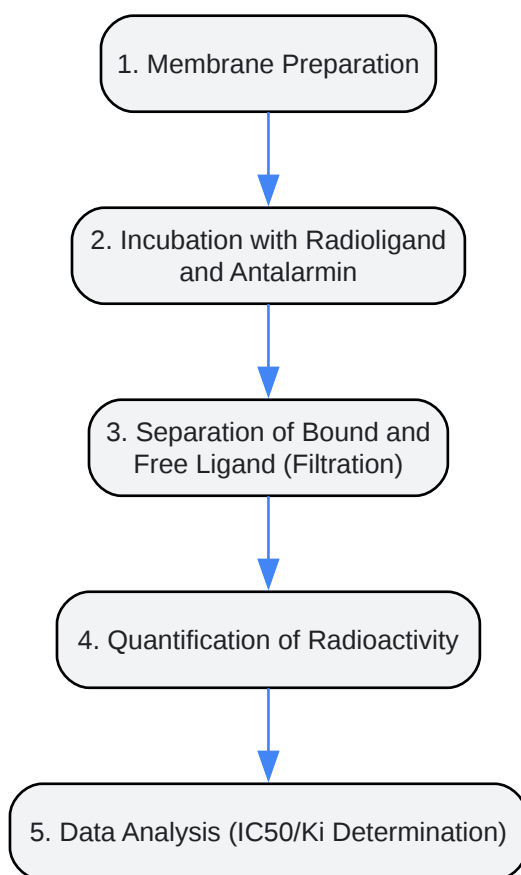 1. Membrane Preparation
2. Incubation with Radioligand
and Antalarmin
3. Separation of Bound and
Free Ligand (Filtration)
4. Quantification of Radioactivity
5. Data Analysis (IC50/Ki Determination)